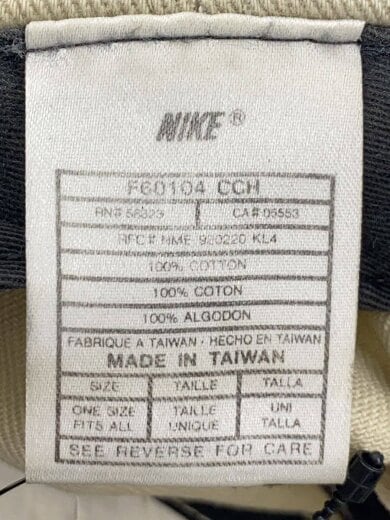 NIKE®
F60104 CCH
RN# 56323 CA# 05553
RFC# NME 920220 KL4
100% COTTON
100% COTON
100% ALGODON
FABRIQUE A TAIWAN · HECHO EN TAIWAN
MADE IN TAIWAN
SIZE TAILLE TALLA
ONE SIZE TAILLE UNI
FITS ALL UNIQUE TALLA
SEE REVERSE FOR CARE